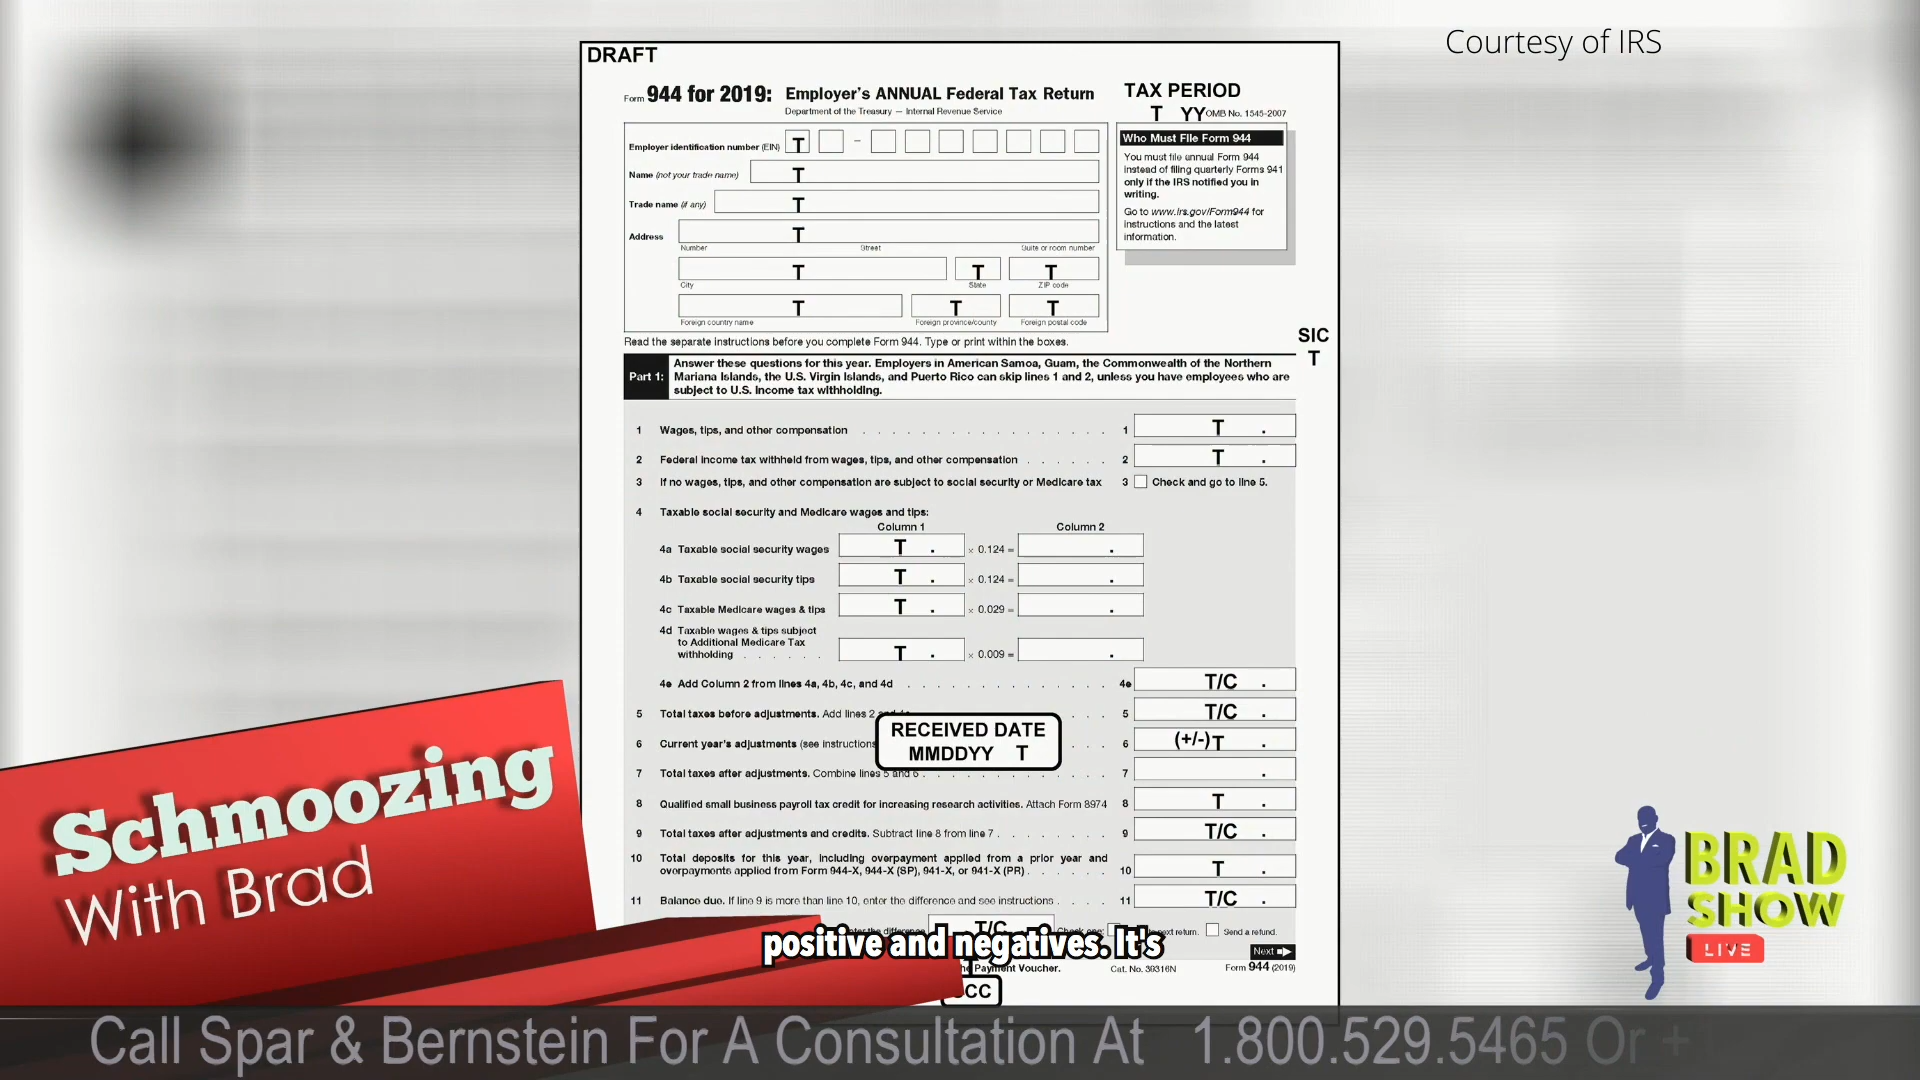 Courtesy of IRS
DRAFT
Form 944 for 2019: Employer's ANNUAL Federal Tax Return
Department of the Treasury — Internal Revenue Service
TAX PERIOD
T YY OMB No. 1545-2007
Employer identification number (EIN) T –
Name (not your trade name) T
Trade name (if any) T
Address T
Number Street Suite or room number
T T T
City State ZIP code
T T T
Foreign country name Foreign province/county Foreign postal code
Who Must File Form 944
You must file annual Form 944
instead of filing quarterly Forms 941
only if the IRS notified you in
writing.
Go to www.irs.gov/Form944 for
instructions and the latest
information.
Read the separate instructions before you complete Form 944. Type or print within the boxes.
SIC
T
Part 1: Answer these questions for this year. Employers in American Samoa, Guam, the Commonwealth of the Northern
Mariana Islands, the U.S. Virgin Islands, and Puerto Rico can skip lines 1 and 2, unless you have employees who are
subject to U.S. income tax withholding.
1 Wages, tips, and other compensation . . . . . . . . . . . . . . . . 1 T .
2 Federal income tax withheld from wages, tips, and other compensation . . . . . . 2 T .
3 If no wages, tips, and other compensation are subject to social security or Medicare tax 3 Check and go to line 5.
4 Taxable social security and Medicare wages and tips:
Column 1 Column 2
4a Taxable social security wages T . × 0.124 = .
4b Taxable social security tips T . × 0.124 = .
4c Taxable Medicare wages & tips T . × 0.029 = .
4d Taxable wages & tips subject
to Additional Medicare Tax
withholding . . . . . . T . × 0.009 = .
4e Add Column 2 from lines 4a, 4b, 4c, and 4d . . . . . . . . . . . . . 4e T/C .
5 Total taxes before adjustments. Add lines 2 and 4e . . . 5 T/C .
RECEIVED DATE
MMDDYY T
6 Current year's adjustments (see instructions . . . 6 (+/-)T .
7 Total taxes after adjustments. Combine lines 5 and 6 . . . . . . . . . . . . 7 .
8 Qualified small business payroll tax credit for increasing research activities. Attach Form 8974 8 T .
9 Total taxes after adjustments and credits. Subtract line 8 from line 7 . . . . . . . 9 T/C .
10 Total deposits for this year, including overpayment applied from a prior year and
overpayments applied from Form 944-X, 944-X (SP), 941-X, or 941-X (PR) . . . . . . 10 T .
11 Balance due. If line 9 is more than line 10, enter the difference and see instructions . . . . 11 T/C .
enter the difference T/C Check one: next return. Send a refund.
Next
Payment Voucher. Cat. No. 39316N Form 944 (2019)
CC
positive and negatives. It's
Schmoozing
With Brad
BRAD
SHOW
LIVE
Call Spar & Bernstein For A Consultation At 1.800.529.5465 Or +